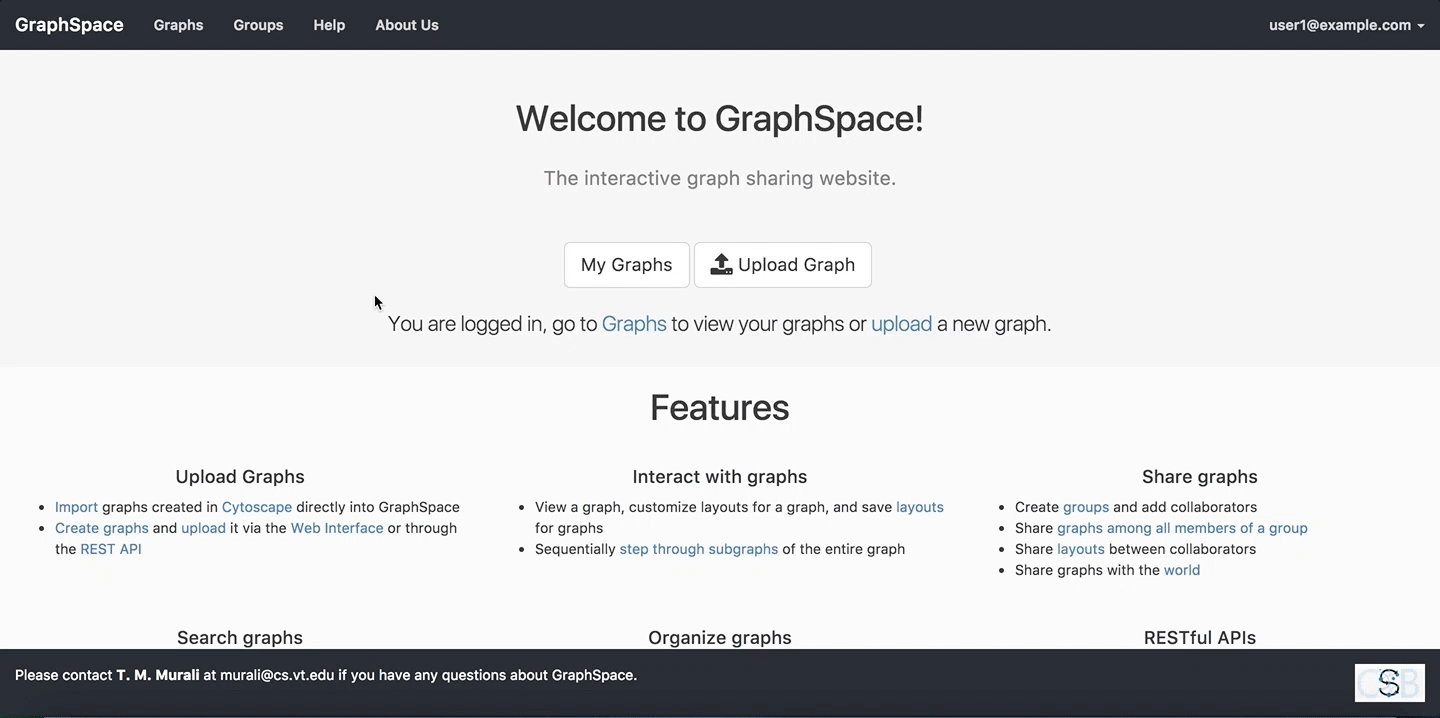 GraphSpace Graphs Groups Help About Us user1@example.com
Welcome to GraphSpace!
The interactive graph sharing website.
My Graphs Upload Graph
You are logged in, go to Graphs to view your graphs or upload a new graph.
Features
Upload Graphs
Import graphs created in Cytoscape directly into GraphSpace
Create graphs and upload it via the Web Interface or through
the REST API
Interact with graphs
View a graph, customize layouts for a graph, and save layouts
for graphs
Sequentially step through subgraphs of the entire graph
Share graphs
Create groups and add collaborators
Share graphs among all members of a group
Share layouts between collaborators
Share graphs with the world
Search graphs
Organize graphs
RESTful APIs
Please contact T. M. Murali at murali@cs.vt.edu if you have any questions about GraphSpace.
CSB